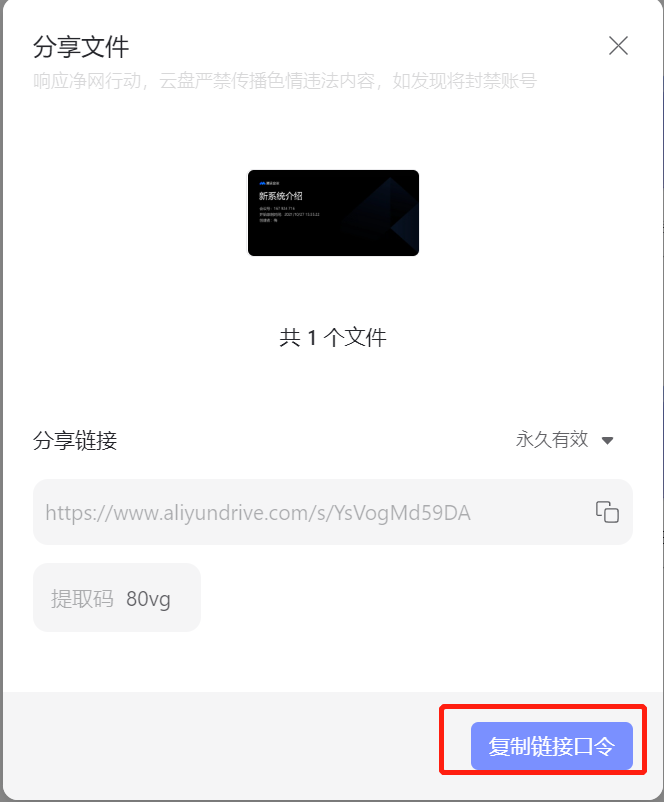 分享文件
响应净网行动，云盘严禁传播色情违法内容，如发现将封禁账号
新系统介绍
共 1 个文件
分享链接
永久有效
https://www.aliyundrive.com/s/YsVogMd59DA
提取码 80vg
复制链接口令